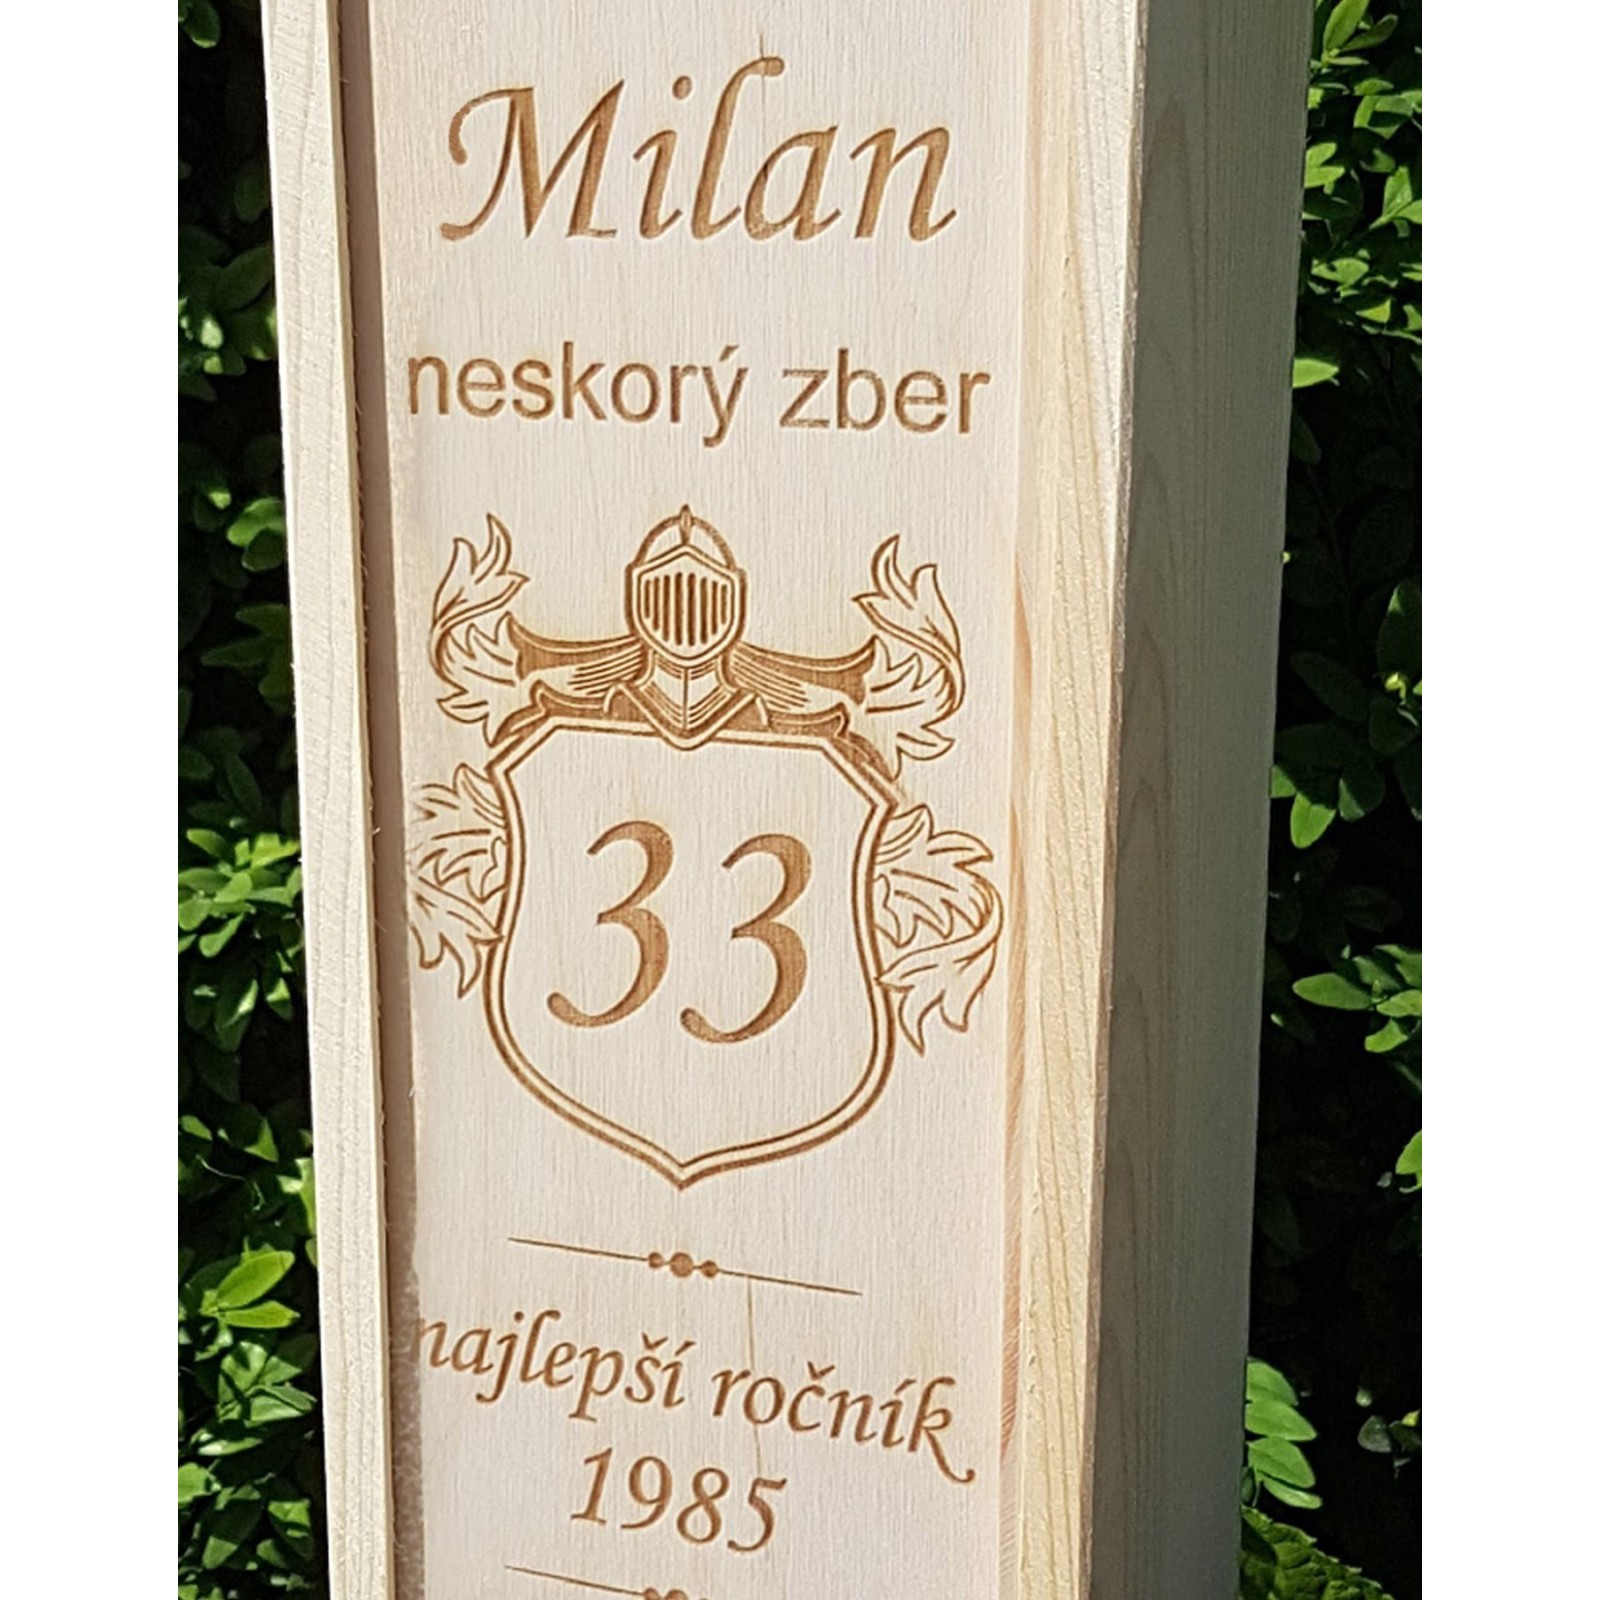 Milan
neskorý zber
33
najlepší ročník
1985